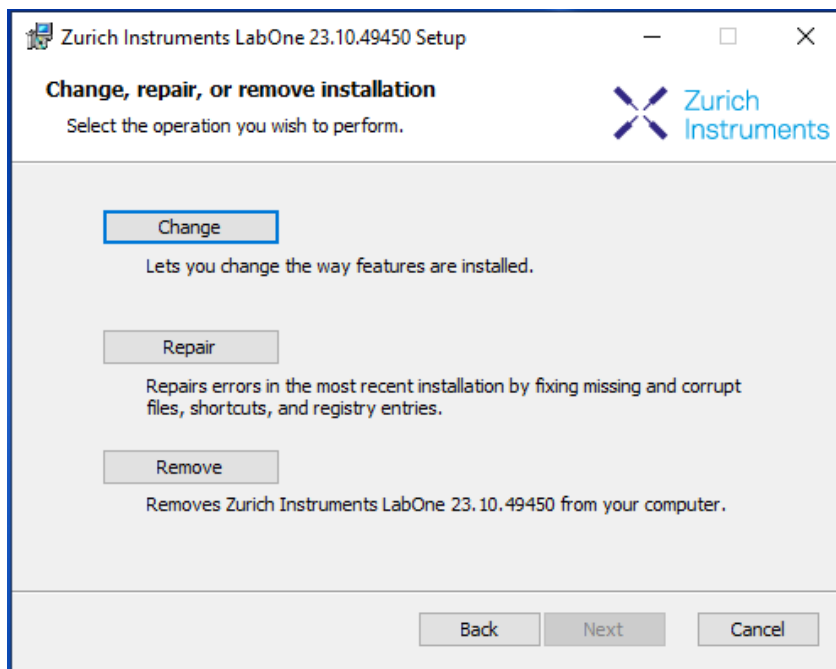 Zurich Instruments LabOne 23.10.49450 Setup
Change, repair, or remove installation
Select the operation you wish to perform.
Zurich
Instruments
Change
Lets you change the way features are installed.
Repair
Repairs errors in the most recent installation by fixing missing and corrupt
files, shortcuts, and registry entries.
Remove
Removes Zurich Instruments LabOne 23.10.49450 from your computer.
Back
Next
Cancel